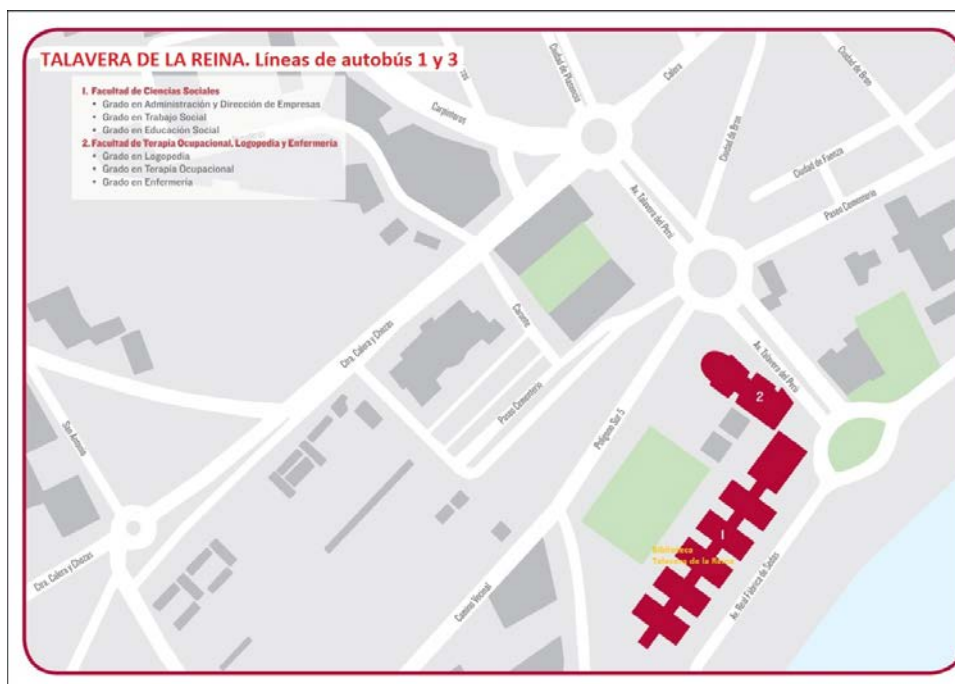 TALAVERA DE LA REINA. Líneas de autobús 1 y 3
1. Facultad de Ciencias Sociales
• Grado en Administración y Dirección de Empresas
• Grado en Trabajo Social
• Grado en Educación Social
2. Facultad de Terapia Ocupacional, Logopedia y Enfermería
• Grado en Logopedia
• Grado en Terapia Ocupacional
• Grado en Enfermería
Carpinteros
Ciudad de Plasencia
Calera
Ciudad de Bran
Ciudad de Bran
Ciudad de Faenza
Paseo Cementerio
Av. Talavera del Perú
Ctra. Calera y Chozas
Canante
Paseo Cementerio
Av. Talavera del Perú
Polígono Sur 5
San Antonio
2
1
Biblioteca
Talavera de la Reina
Ctra. Calera y Chozas
Camino Vecinal
Av. Real Fábrica de Sedas